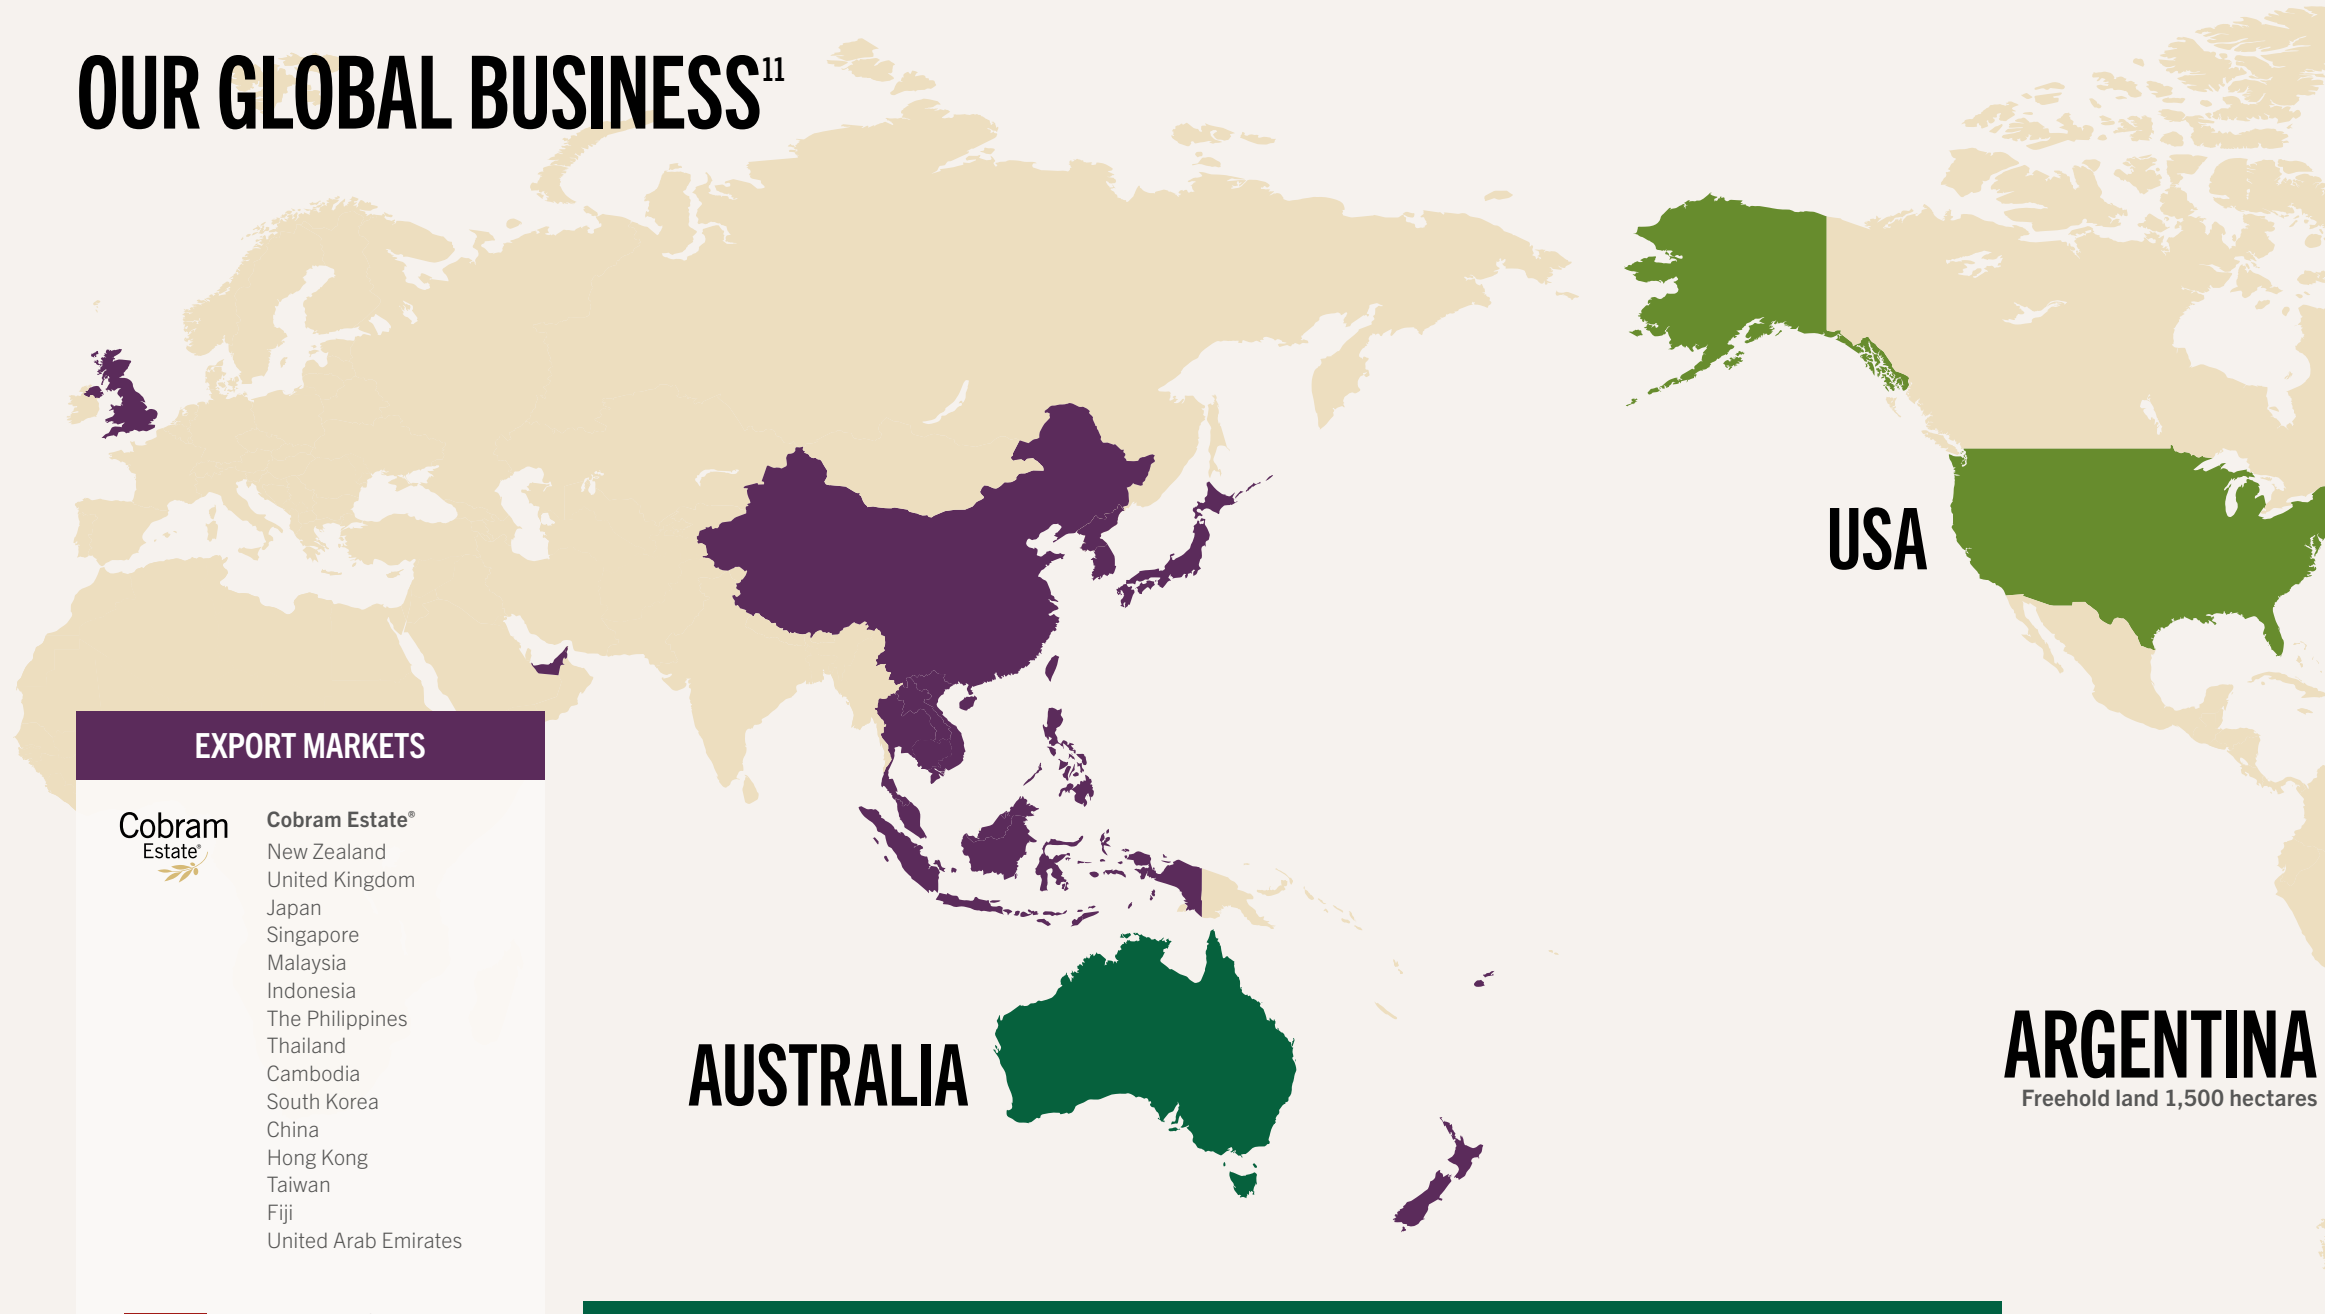 OUR GLOBAL BUSINESS11
USA
EXPORT MARKETS
Cobram
Estate®
Cobram Estate®
New Zealand
United Kingdom
Japan
Singapore
Malaysia
Indonesia
The Philippines
Thailand
Cambodia
South Korea
China
Hong Kong
Taiwan
Fiji
United Arab Emirates
AUSTRALIA
ARGENTINA
Freehold land 1,500 hectares